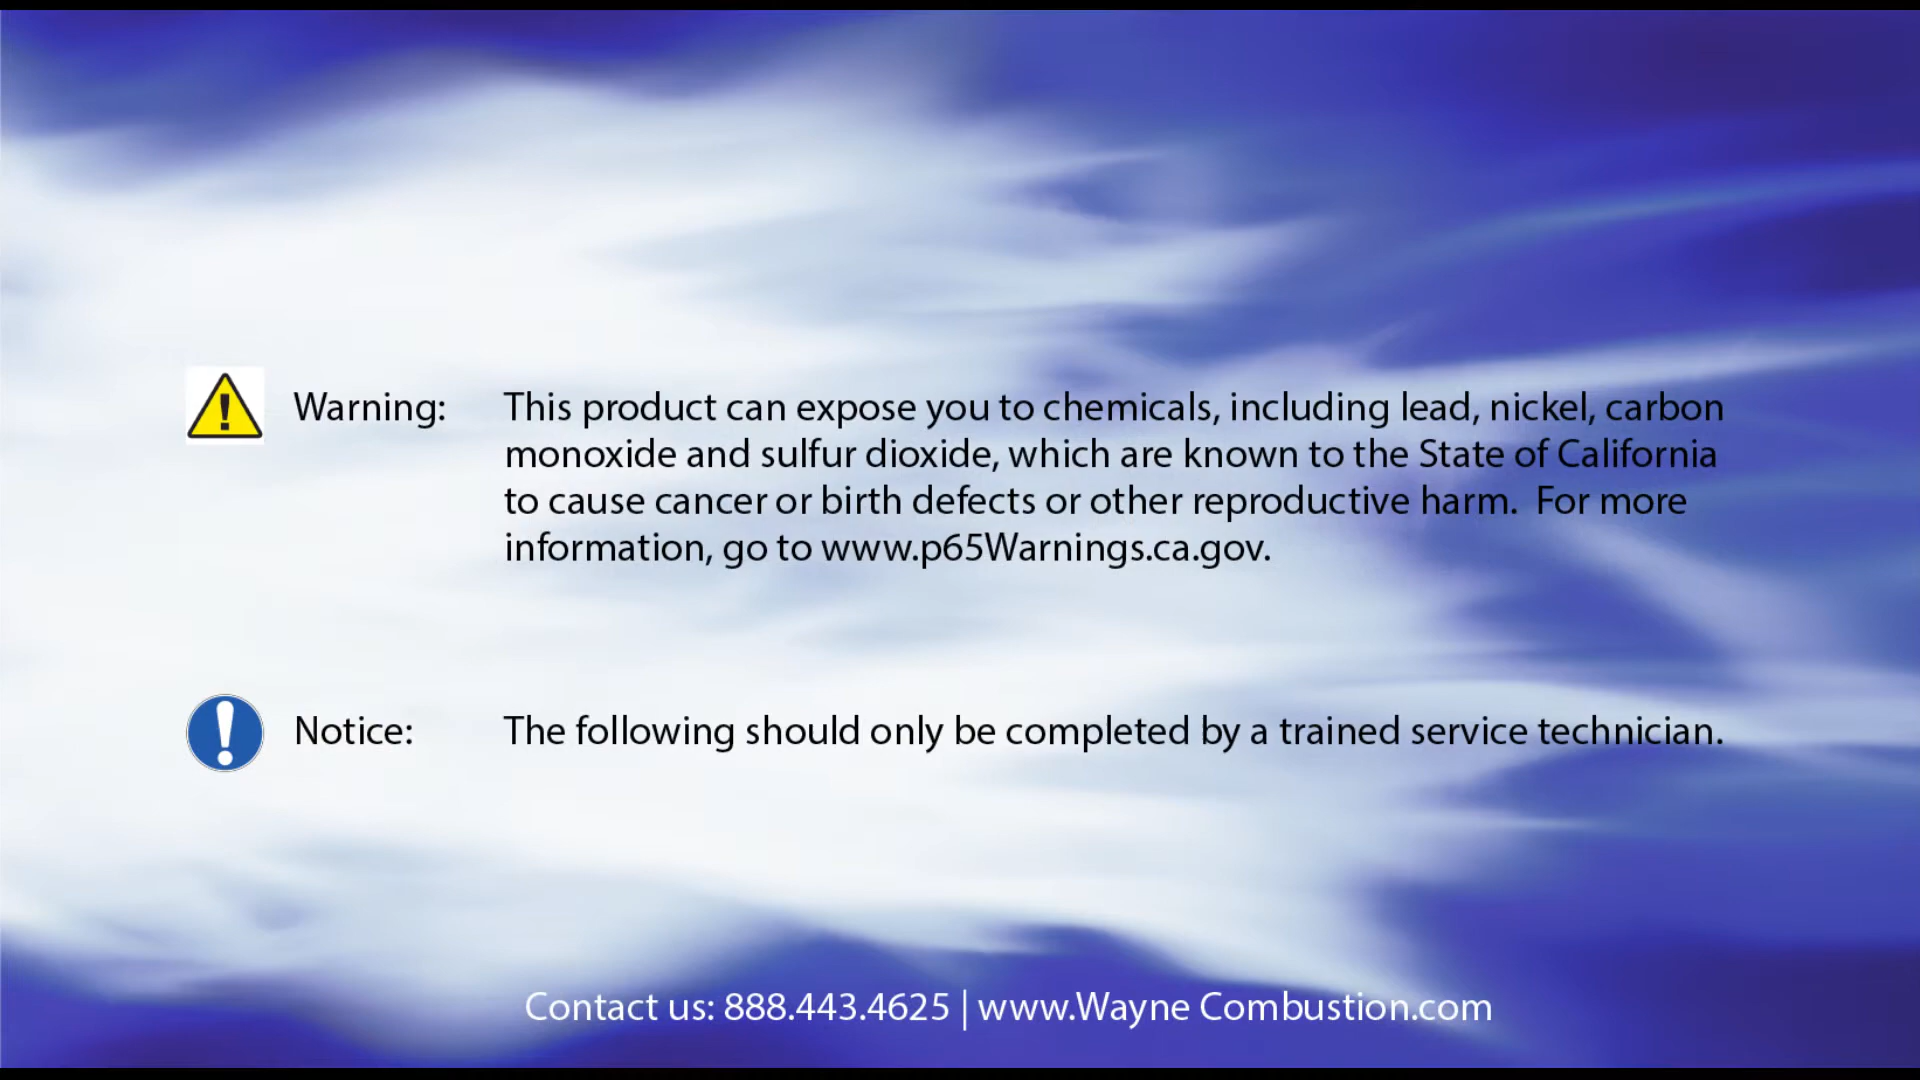 Warning: This product can expose you to chemicals, including lead, nickel, carbon
monoxide and sulfur dioxide, which are known to the State of California
to cause cancer or birth defects or other reproductive harm.  For more
information, go to www.p65Warnings.ca.gov.
Notice: The following should only be completed by a trained service technician.
Contact us: 888.443.4625 | www.Wayne Combustion.com